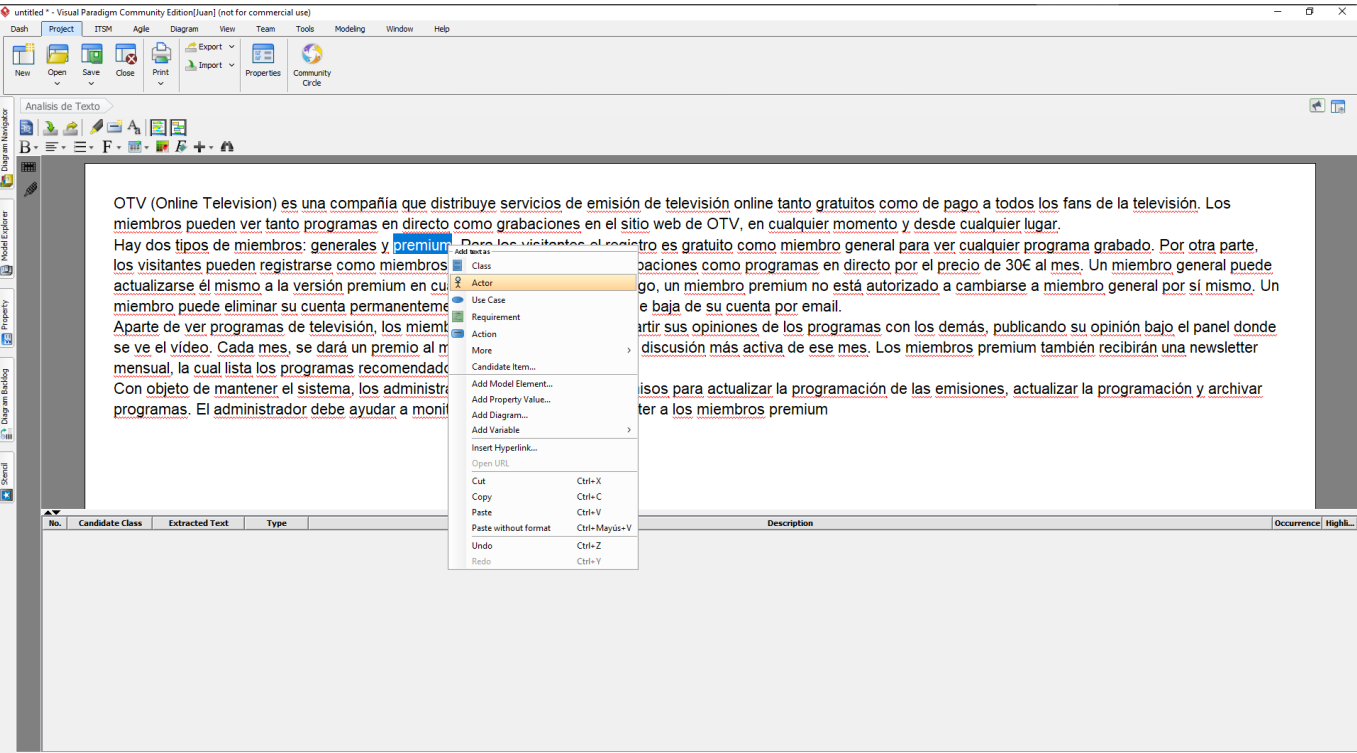 untitled * - Visual Paradigm Community Edition[Juan] (not for commercial use)
Dash Project ITSM Agile Diagram View Team Tools Modeling Window Help
New Open Save Close Print Export Import Properties Community Circle
Analisis de Texto
Diagram Navigator
Model Explorer
Property
Diagram Backlog
Stencil
OTV (Online Television) es una compañía que distribuye servicios de emisión de televisión online tanto gratuitos como de pago a todos los fans de la televisión. Los
miembros pueden ver tanto programas en directo como grabaciones en el sitio web de OTV, en cualquier momento y desde cualquier lugar.
Hay dos tipos de miembros: generales y premium. Para los visitantes el registro es gratuito como miembro general para ver cualquier programa grabado. Por otra parte,
los visitantes pueden registrarse como miembros baciones como programas en directo por el precio de 30€ al mes. Un miembro general puede
actualizarse él mismo a la versión premium en cu go, un miembro premium no está autorizado a cambiarse a miembro general por sí mismo. Un
miembro puede eliminar su cuenta permanenteme e baja de su cuenta por email.
Aparte de ver programas de televisión, los miemb rtir sus opiniones de los programas con los demás, publicando su opinión bajo el panel donde
se ve el vídeo. Cada mes, se dará un premio al m discusión más activa de ese mes. Los miembros premium también recibirán una newsletter
mensual, la cual lista los programas recomendado
Con objeto de mantener el sistema, los administra isos para actualizar la programación de las emisiones, actualizar la programación y archivar
programas. El administrador debe ayudar a monit ter a los miembros premium
Add text as
Class
Actor
Use Case
Requirement
Action
More
Candidate Item...
Add Model Element...
Add Property Value...
Add Diagram...
Add Variable
Insert Hyperlink...
Open URL
Cut Ctrl+X
Copy Ctrl+C
Paste Ctrl+V
Paste without format Ctrl+Mayús+V
Undo Ctrl+Z
Redo Ctrl+Y
No. Candidate Class Extracted Text Type Description Occurrence Highli...